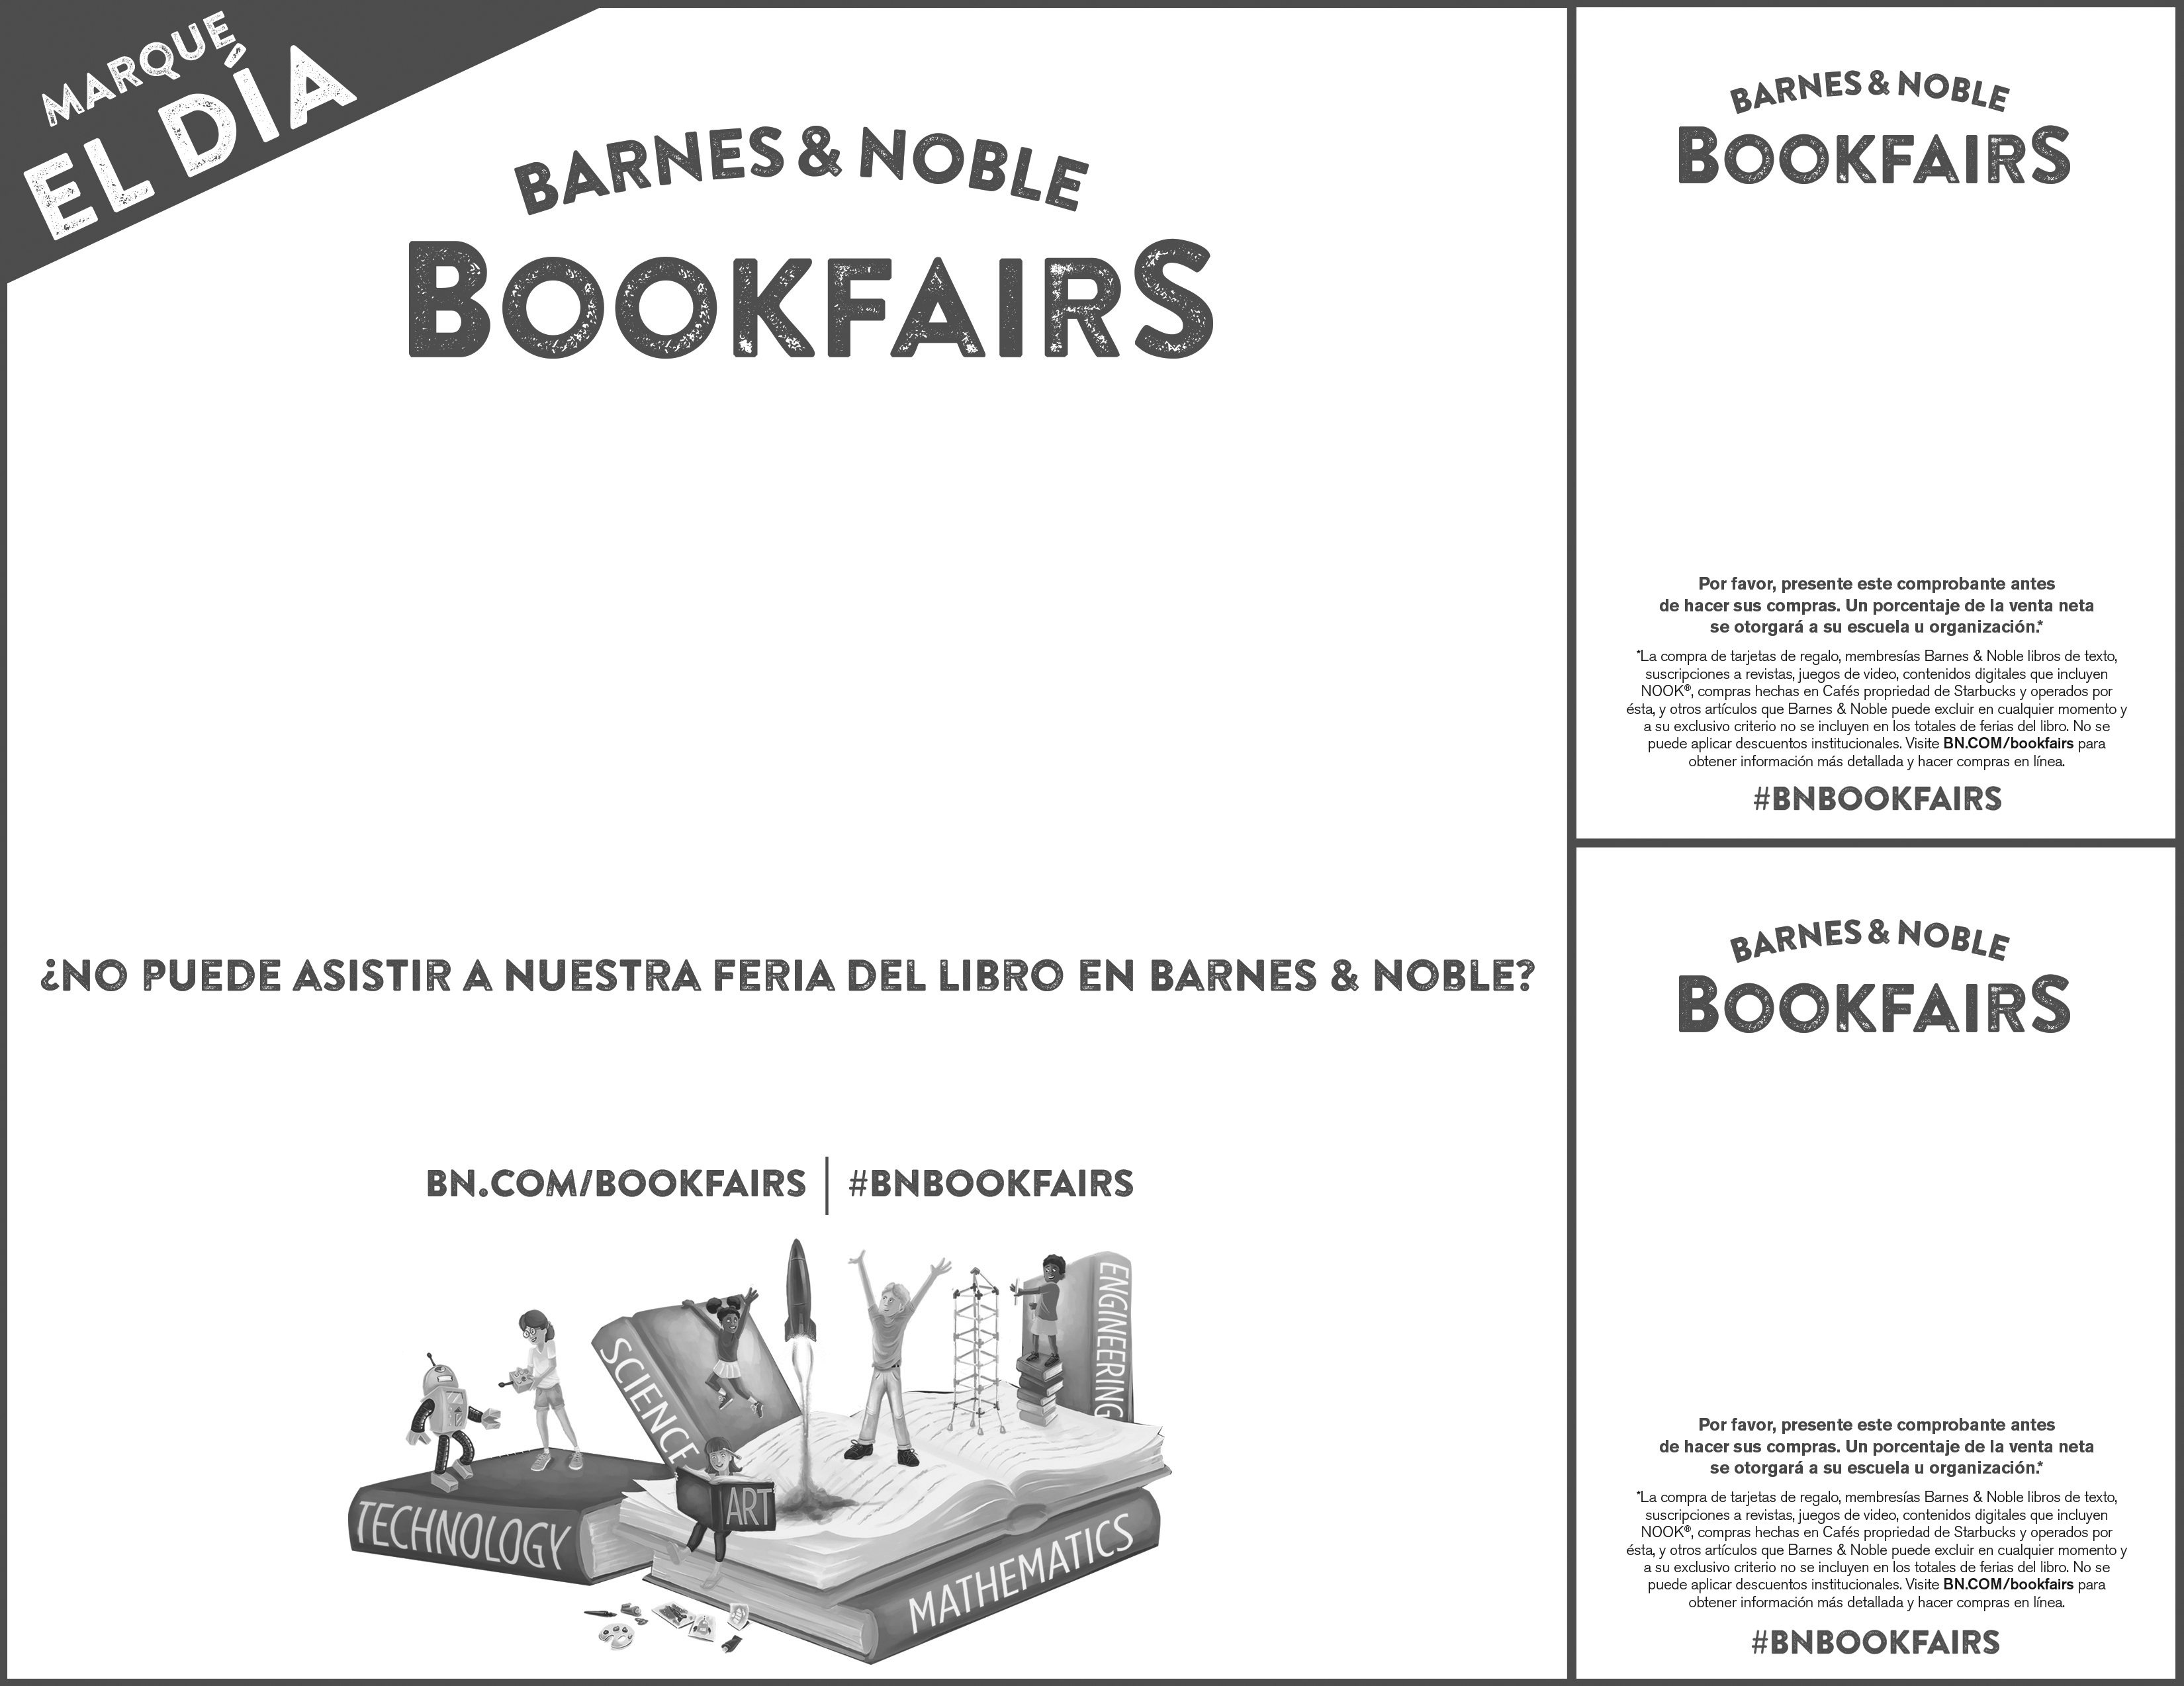 MARQUE
EL DÍA
BARNES & NOBLE
BOOKFAIRS
¿NO PUEDE ASISTIR A NUESTRA FERIA DEL LIBRO EN BARNES & NOBLE?
BN.COM/BOOKFAIRS | #BNBOOKFAIRS
TECHNOLOGY
SCIENCE
ART
ENGINEERING
MATHEMATICS
BARNES & NOBLE
BOOKFAIRS
Por favor, presente este comprobante antes
de hacer sus compras. Un porcentaje de la venta neta
se otorgará a su escuela u organización.*
*La compra de tarjetas de regalo, membresías Barnes & Noble libros de texto,
suscripciones a revistas, juegos de video, contenidos digitales que incluyen
NOOK®, compras hechas en Cafés propriedad de Starbucks y operados por
ésta, y otros artículos que Barnes & Noble puede excluir en cualquier momento y
a su exclusivo criterio no se incluyen en los totales de ferias del libro. No se
puede aplicar descuentos institucionales. Visite BN.COM/bookfairs para
obtener información más detallada y hacer compras en línea.
#BNBOOKFAIRS
BARNES & NOBLE
BOOKFAIRS
Por favor, presente este comprobante antes
de hacer sus compras. Un porcentaje de la venta neta
se otorgará a su escuela u organización.*
*La compra de tarjetas de regalo, membresías Barnes & Noble libros de texto,
suscripciones a revistas, juegos de video, contenidos digitales que incluyen
NOOK®, compras hechas en Cafés propriedad de Starbucks y operados por
ésta, y otros artículos que Barnes & Noble puede excluir en cualquier momento y
a su exclusivo criterio no se incluyen en los totales de ferias del libro. No se
puede aplicar descuentos institucionales. Visite BN.COM/bookfairs para
obtener información más detallada y hacer compras en línea.
#BNBOOKFAIRS